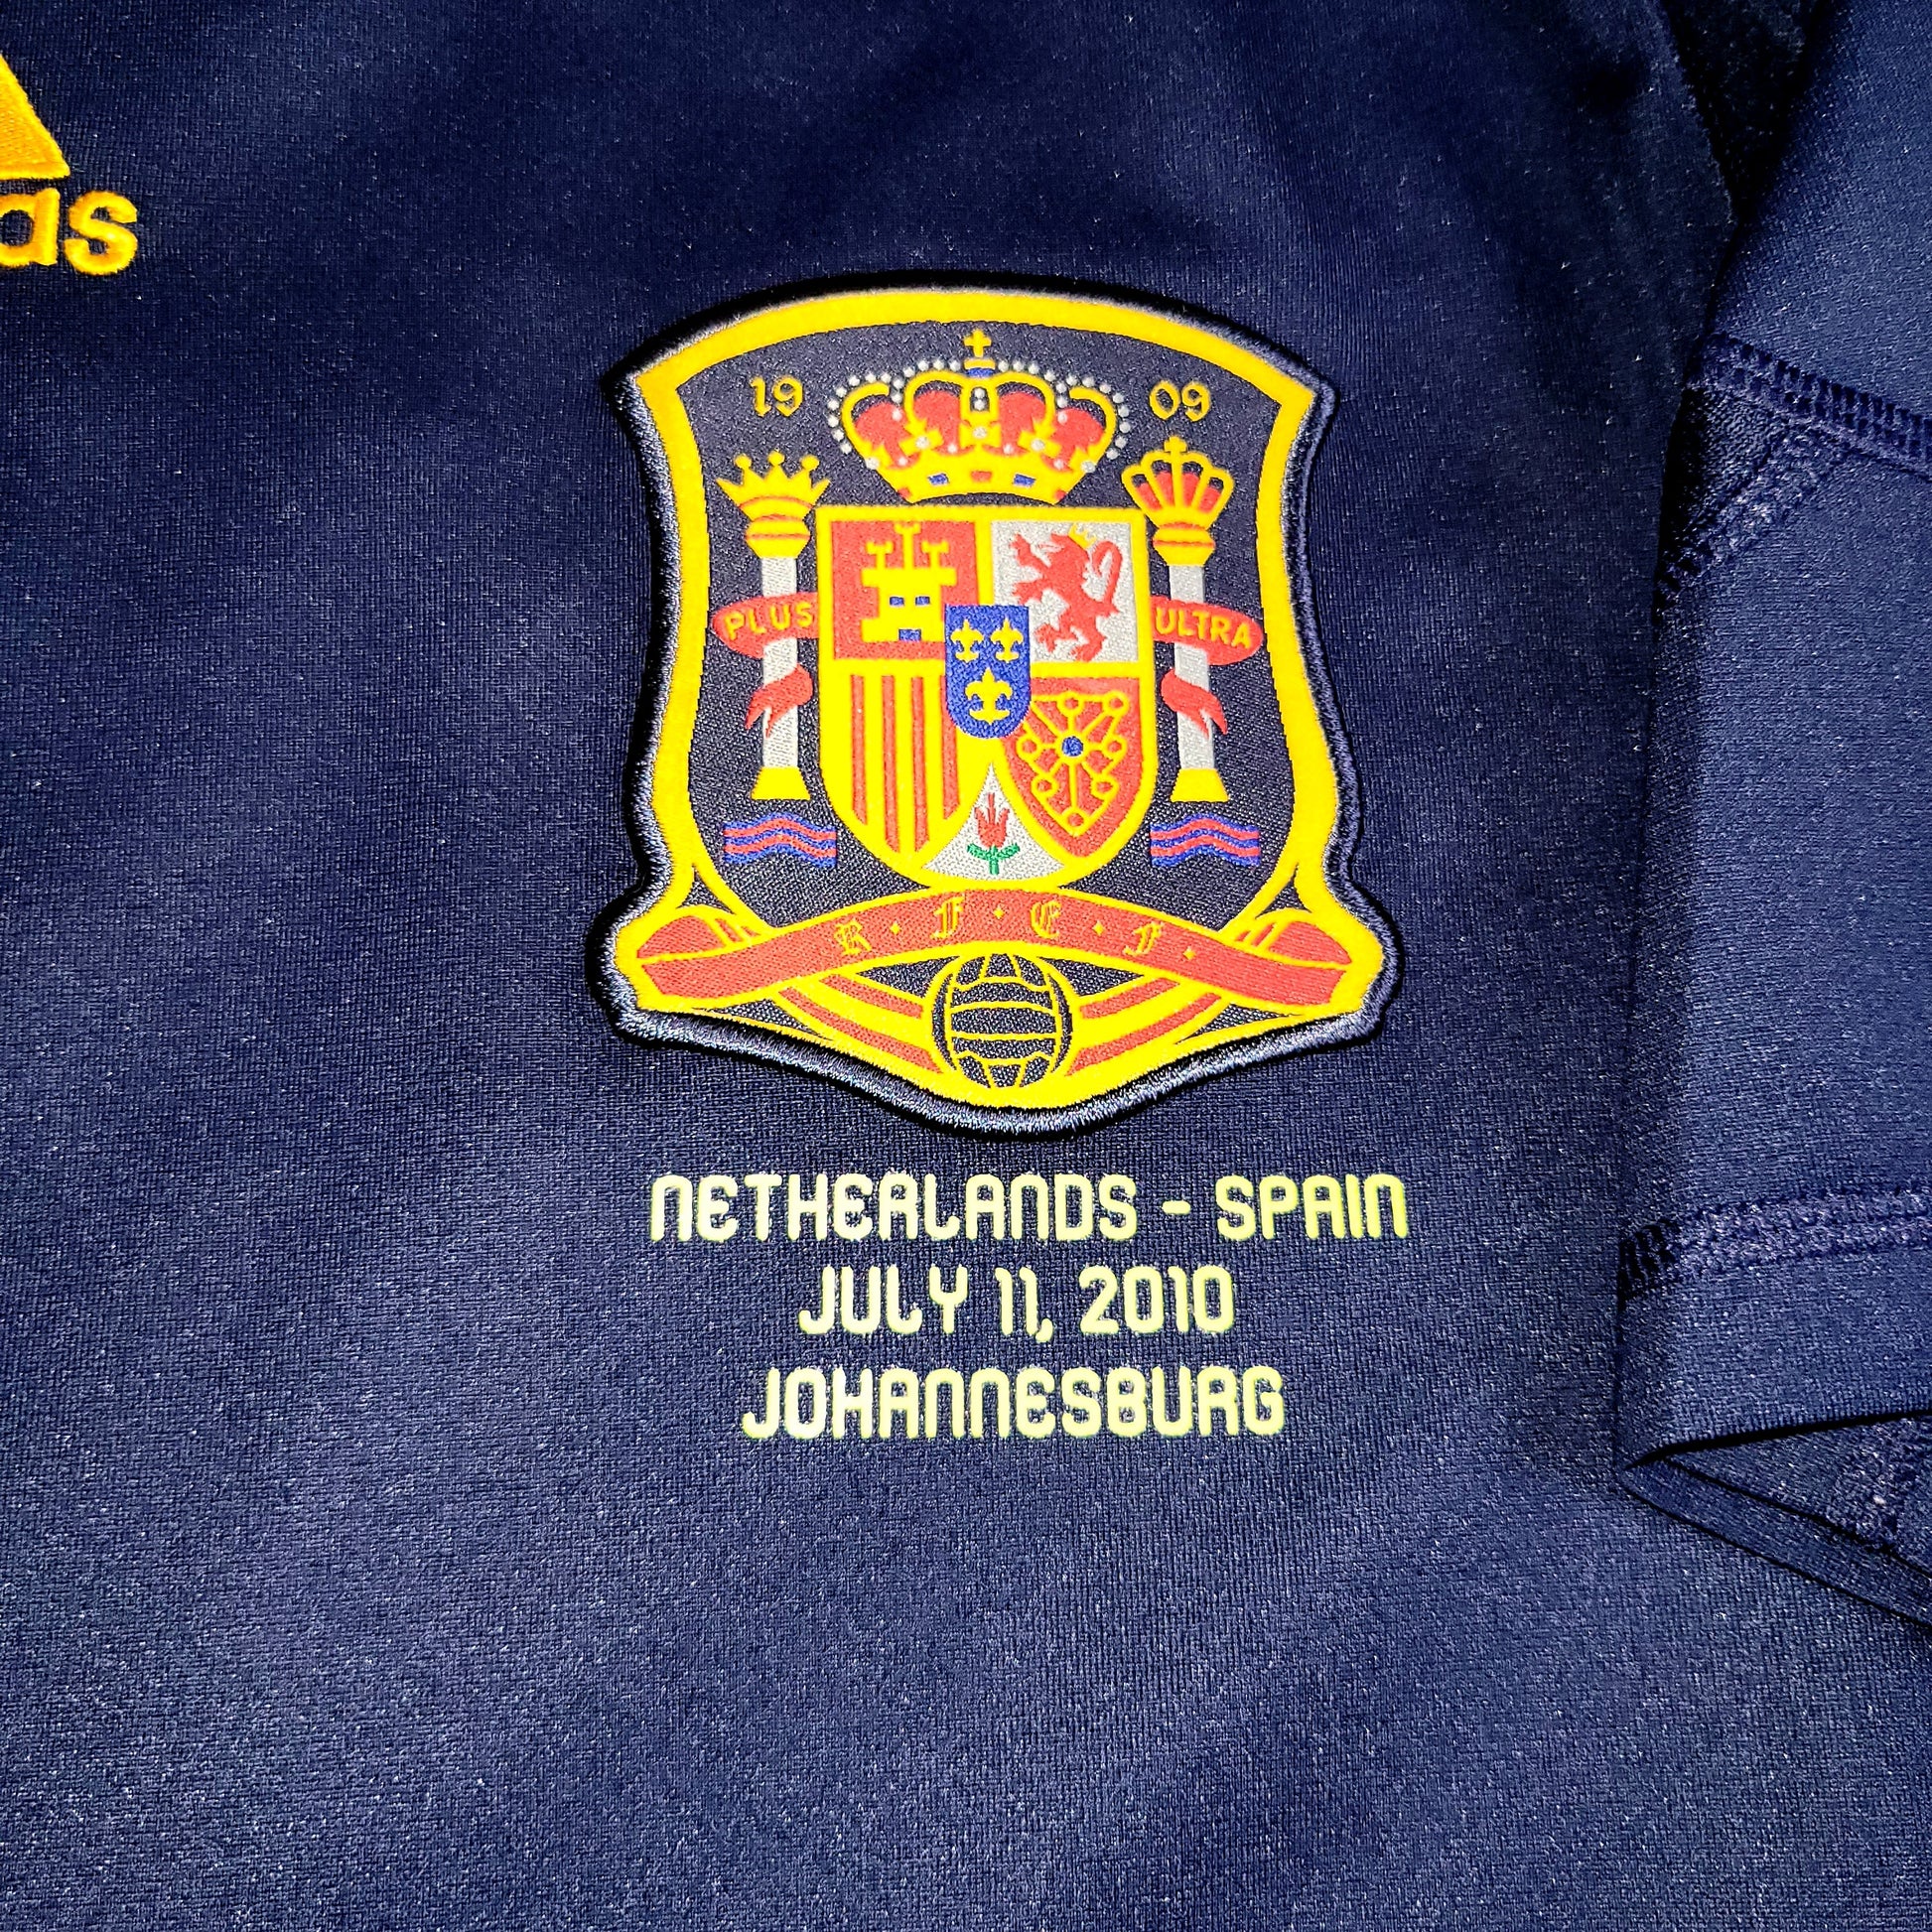 das
19 09
PLUS ULTRA
R · F · E · F ·
NETHERLANDS - SPAIN
JULY 11, 2010
JOHANNESBURG